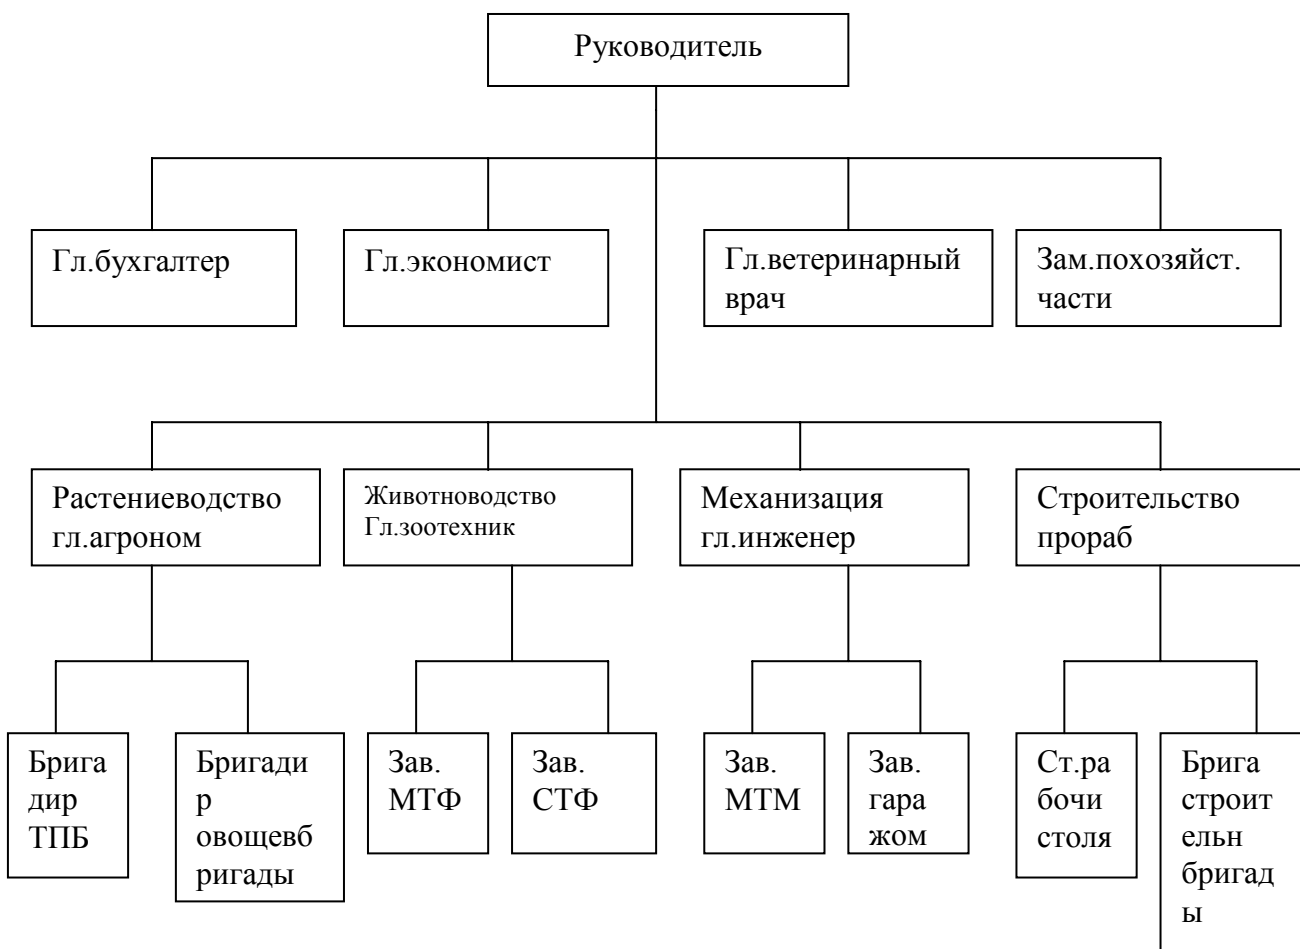 Руководитель
Гл.бухгалтер
Гл.экономист
Гл.ветеринарный
врач
Зам.похозяйст.
части
Растениеводство
гл.агроном
Животноводство
Гл.зоотехник
Механизация
гл.инженер
Строительство
прораб
Брига
дир
ТПБ
Бригади
р
овощевб
ригады
Зав.
МТФ
Зав.
СТФ
Зав.
МТМ
Зав.
гара
жом
Ст.ра
бочи
столя
Брига
строит
ельн
бригад
ы